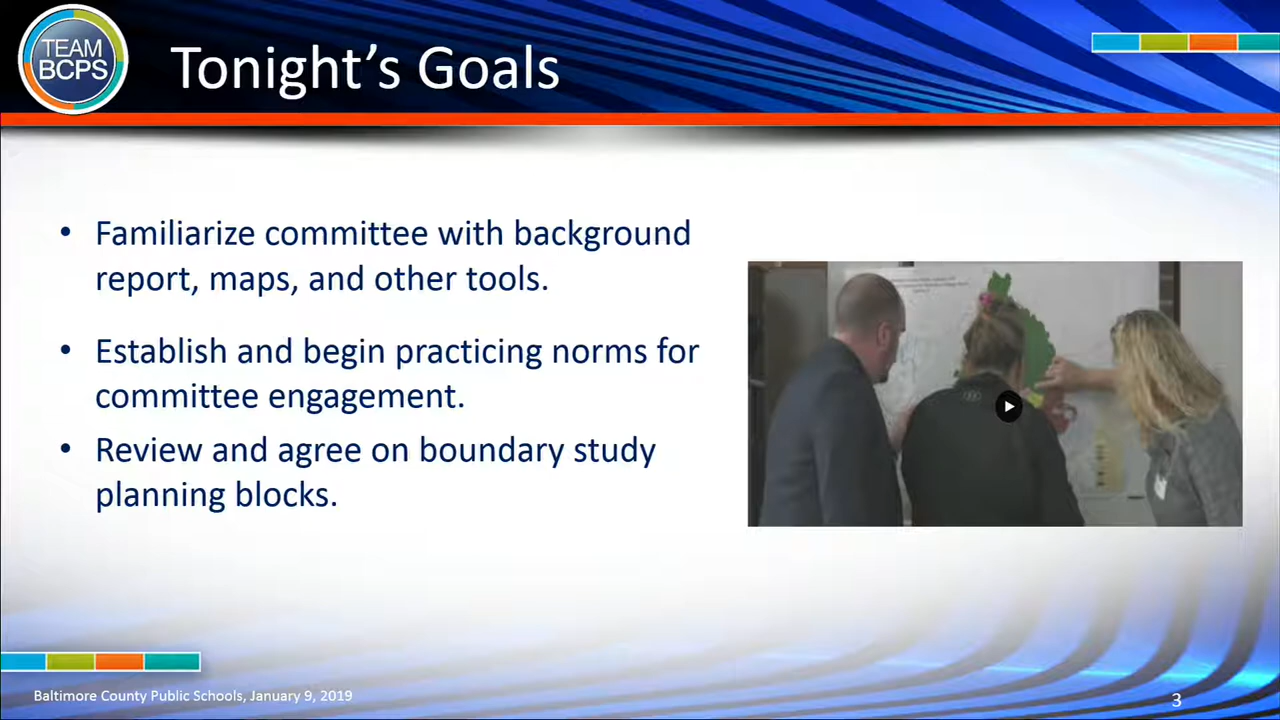 TEAM
BCPS
Tonight’s Goals
• Familiarize committee with background
report, maps, and other tools.
• Establish and begin practicing norms for
committee engagement.
• Review and agree on boundary study
planning blocks.
Baltimore County Public Schools, January 9, 2019
3